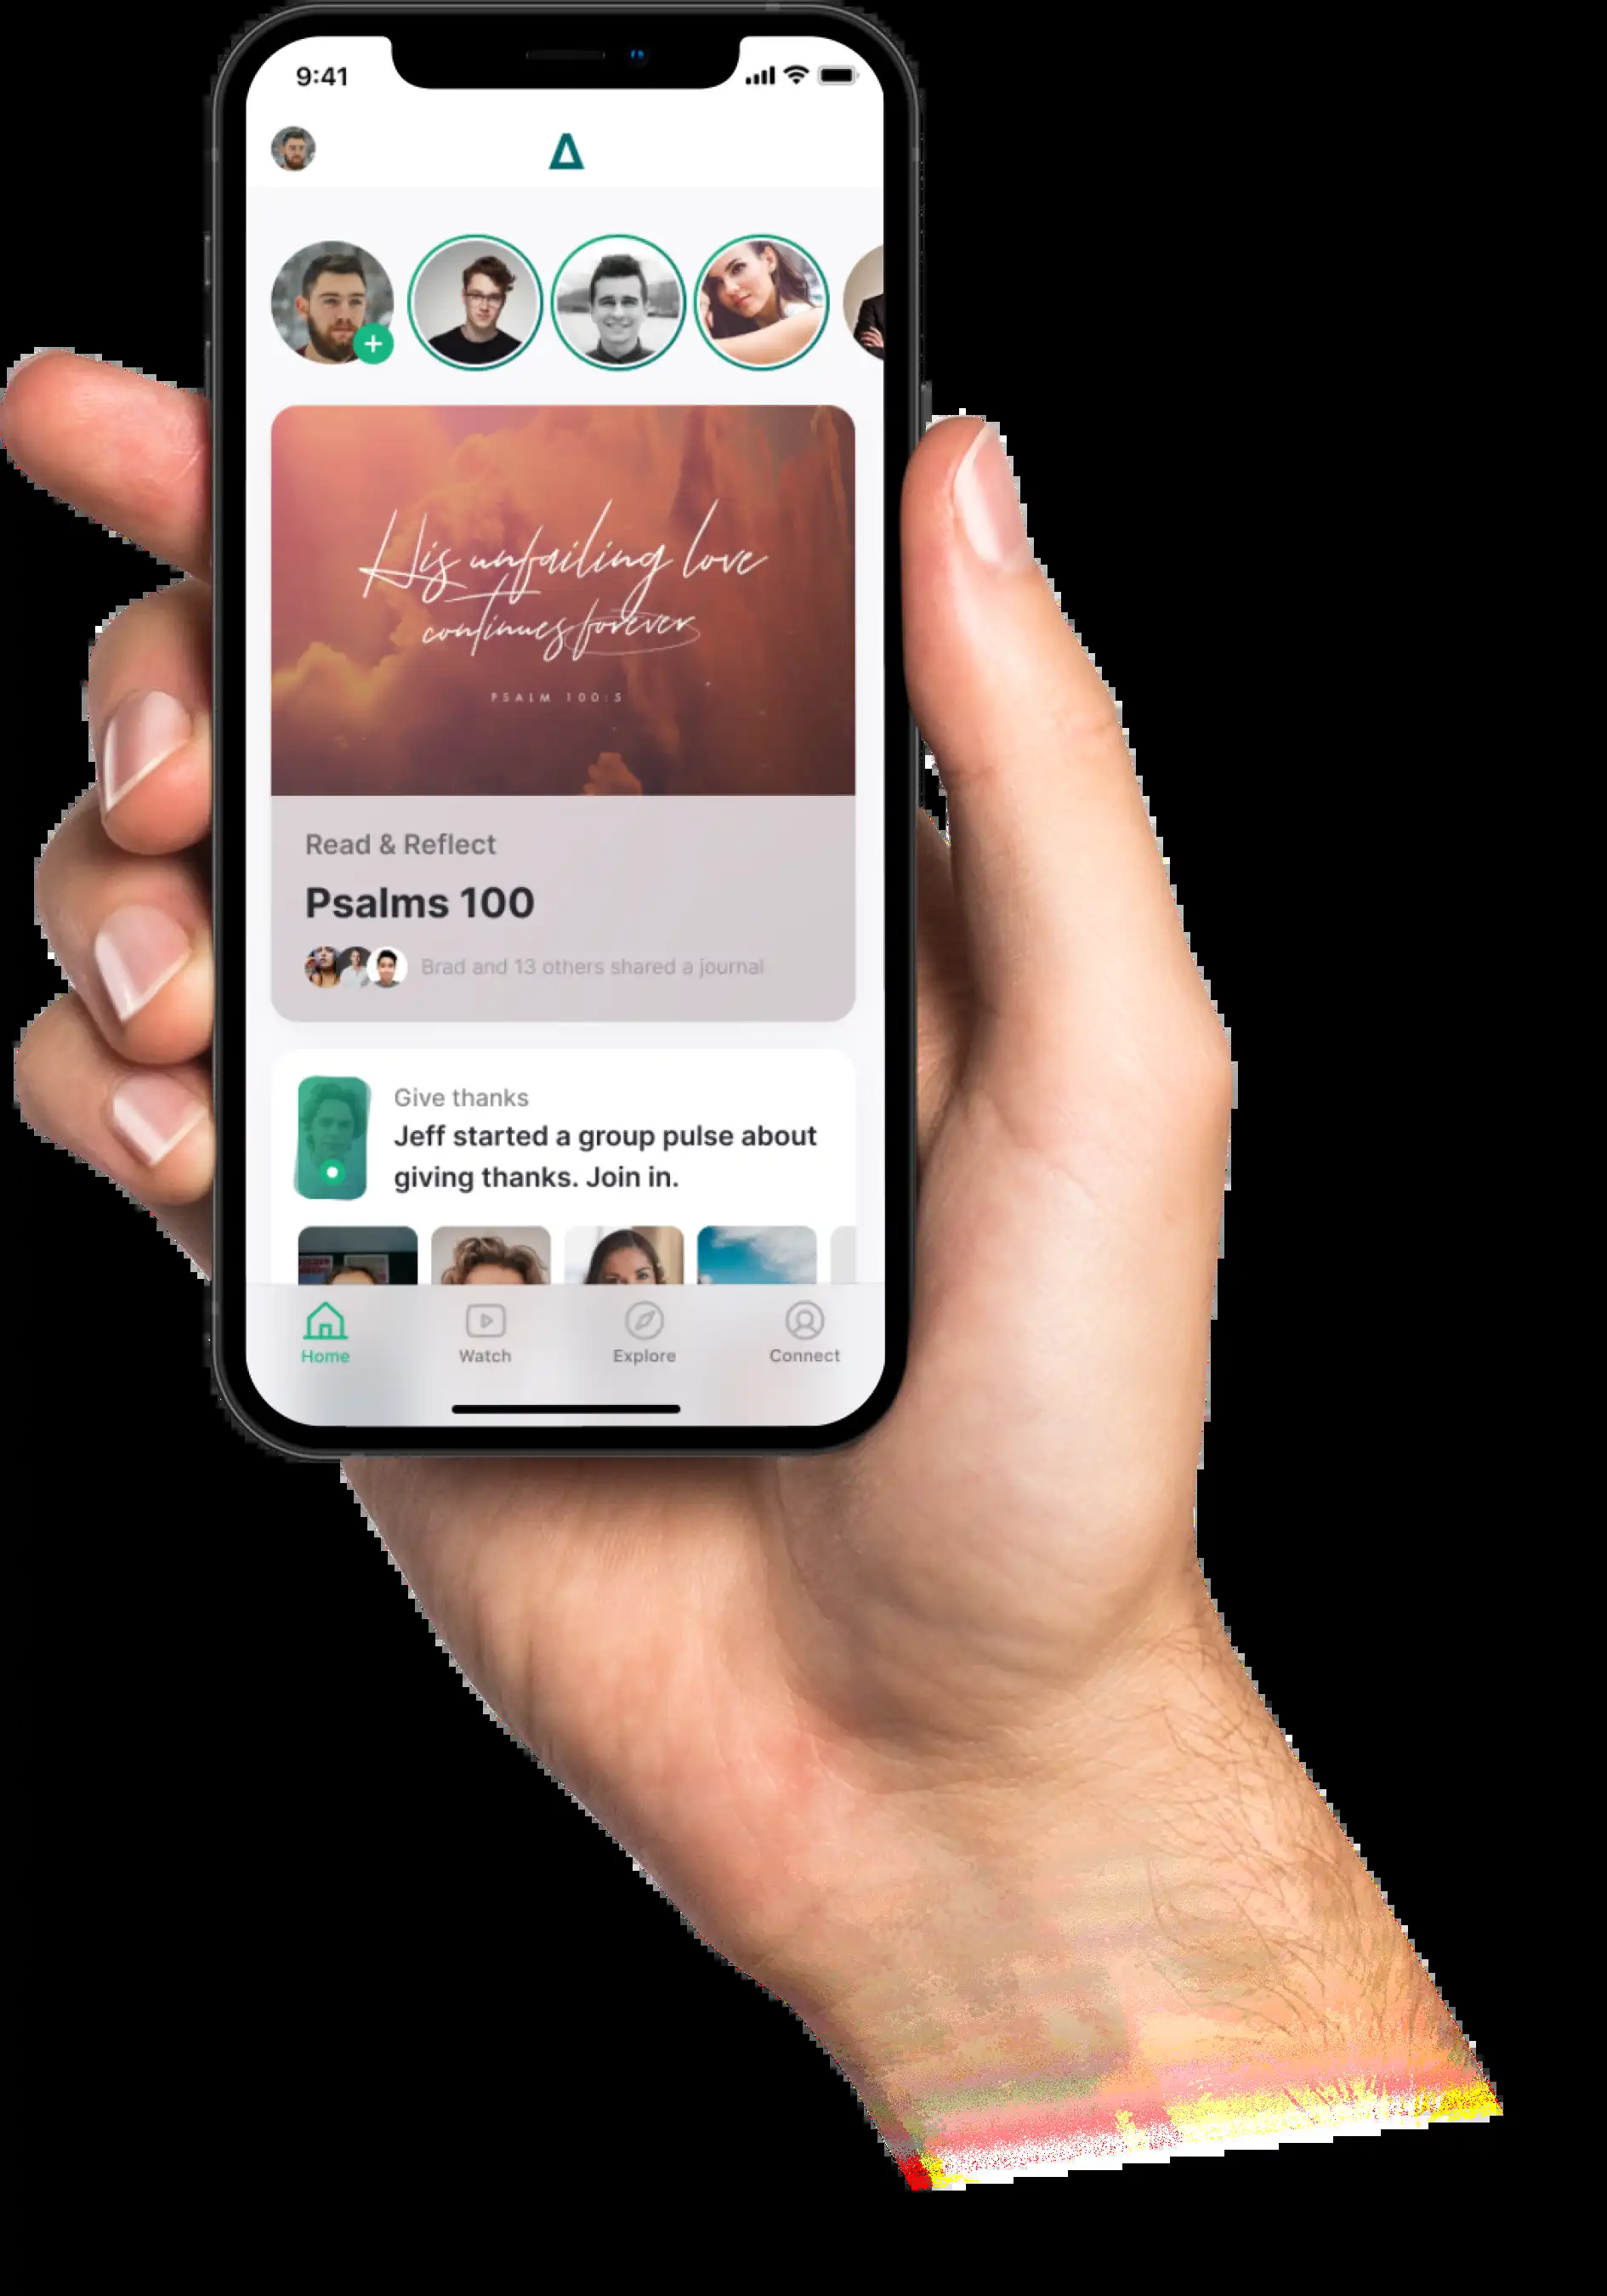 9:41
His unfailing love
continues forever
PSALM 100:5
Read & Reflect
Psalms 100
Brad and 13 others shared a journal
Give thanks
Jeff started a group pulse about
giving thanks. Join in.
Home
Watch
Explore
Connect